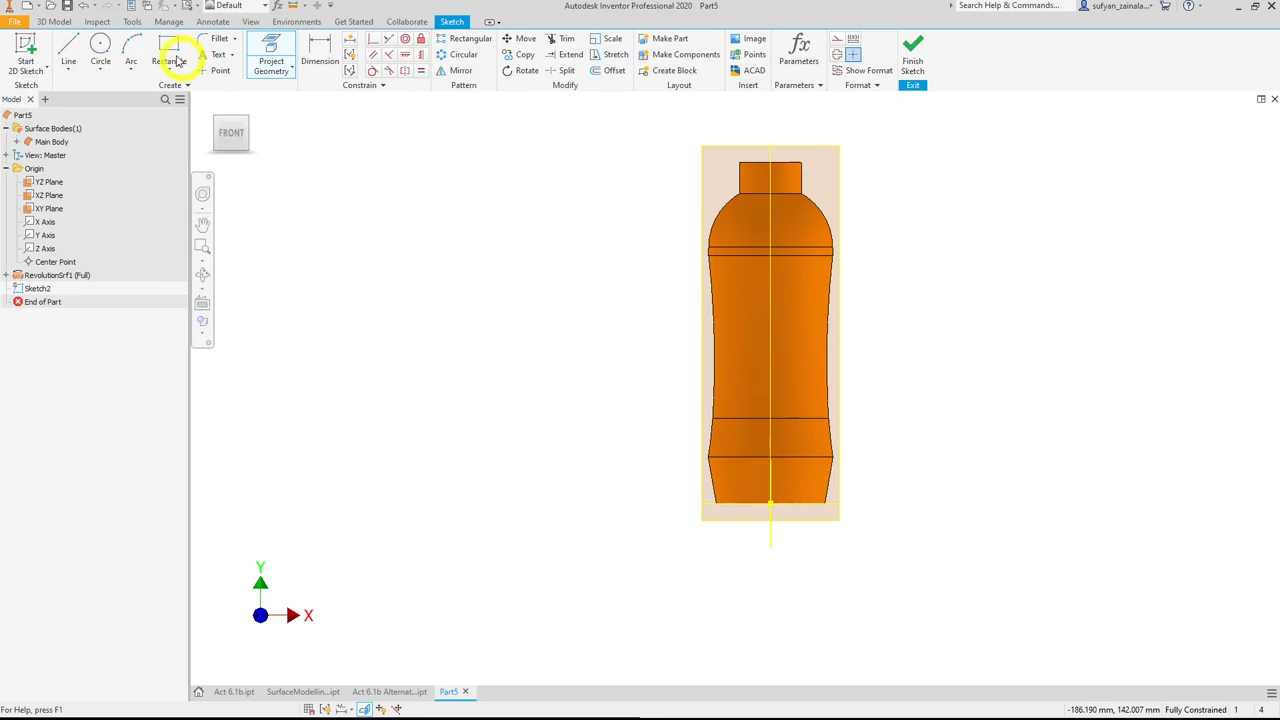 Default
Autodesk Inventor Professional 2020 Part5
Search Help & Commands...
sufyan_zainala...
File 3D Model Inspect Tools Manage Annotate View Environments Get Started Collaborate Sketch
Start
2D Sketch
Line
Circle
Arc
Rectangle
Fillet
Text
Point
Project
Geometry
Dimension
Rectangular
Circular
Mirror
Move
Copy
Rotate
Trim
Extend
Split
Scale
Stretch
Offset
Make Part
Make Components
Create Block
Image
Points
ACAD
Parameters
Show Format
Finish
Sketch
Sketch Create Constrain Pattern Modify Layout Insert Parameters Format Exit
Model
Part5
Surface Bodies(1)
Main Body
View: Master
Origin
YZ Plane
XZ Plane
XY Plane
X Axis
Y Axis
Z Axis
Center Point
RevolutionSrf1 (Full)
Sketch2
End of Part
FRONT
Y
X
Act 6.1b.ipt SurfaceModellin...ipt Act 6.1b Alternat...ipt Part5
For Help, press F1
-186.190 mm, 142.007 mm Fully Constrained 1 4